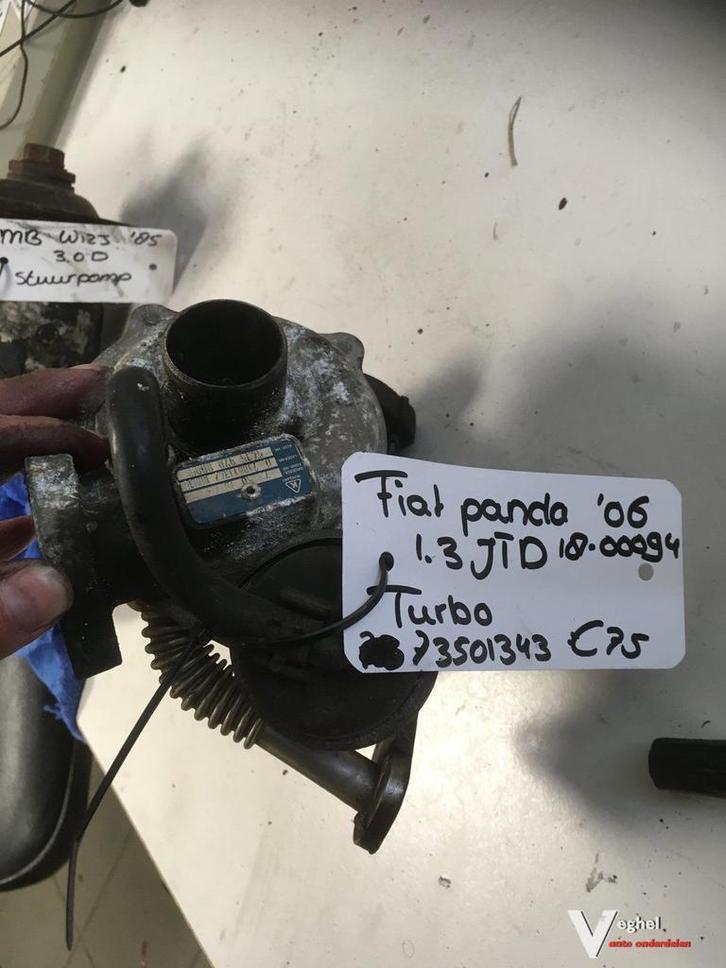 MB W123 '85
3.0D
stuurpomp
Fiat panda '06
1.3 JTD 18-00094
Turbo
73501343 €75
Veghel
auto onderdelen